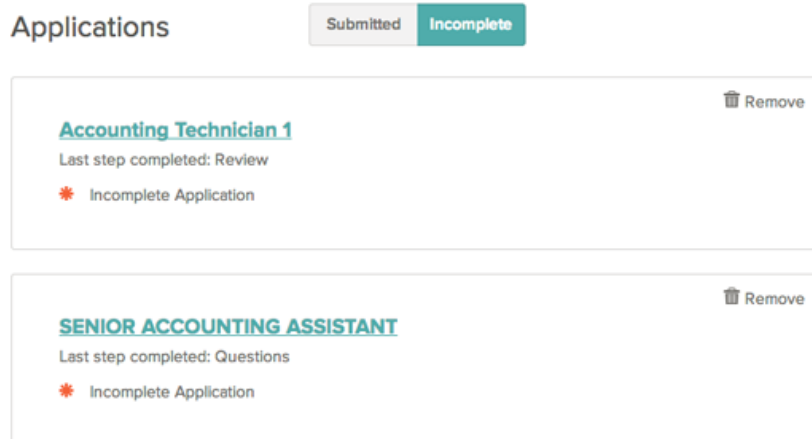 Applications
Submitted
Incomplete
Remove
Accounting Technician 1
Last step completed: Review
Incomplete Application
Remove
SENIOR ACCOUNTING ASSISTANT
Last step completed: Questions
Incomplete Application